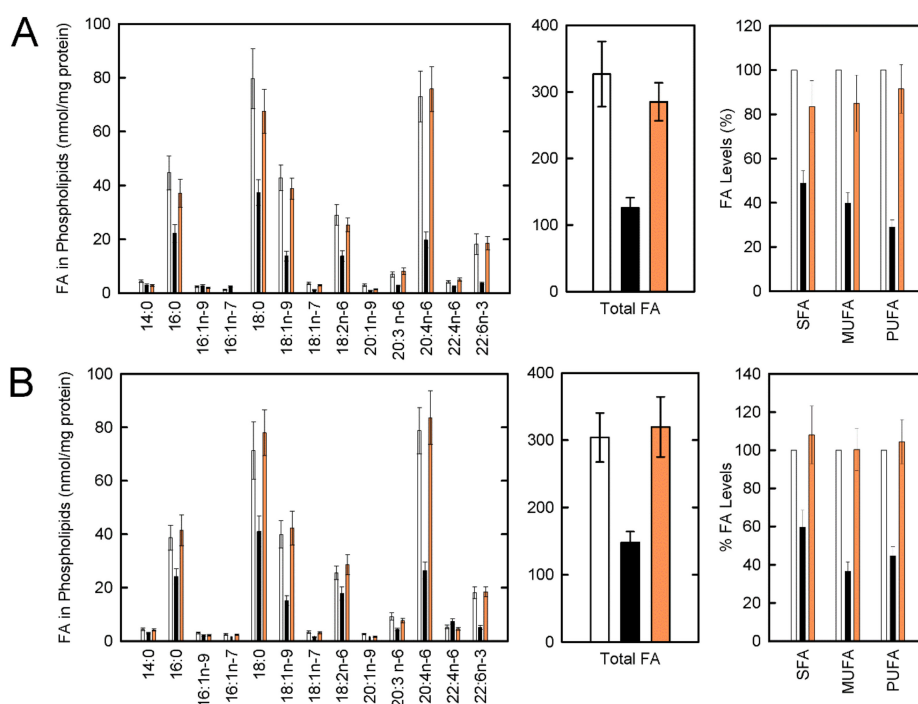 A
FA in Phospholipids (nmol/mg protein)
100
80
60
40
20
0
14:0
16:0
16:1n-9
16:1n-7
18:0
18:1n-9
18:1n-7
18:2n-6
20:1n-9
20:3 n-6
20:4n-6
22:4n-6
22:6n-3
400
300
200
100
0
Total FA
FA Levels (%)
120
100
80
60
40
20
0
SFA
MUFA
PUFA
B
FA in Phospholipids (nmol/mg protein)
100
80
60
40
20
0
14:0
16:0
16:1n-9
16:1n-7
18:0
18:1n-9
18:1n-7
18:2n-6
20:1n-9
20:3 n-6
20:4n-6
22:4n-6
22:6n-3
400
300
200
100
0
Total FA
% FA Levels
140
120
100
80
60
40
20
0
SFA
MUFA
PUFA